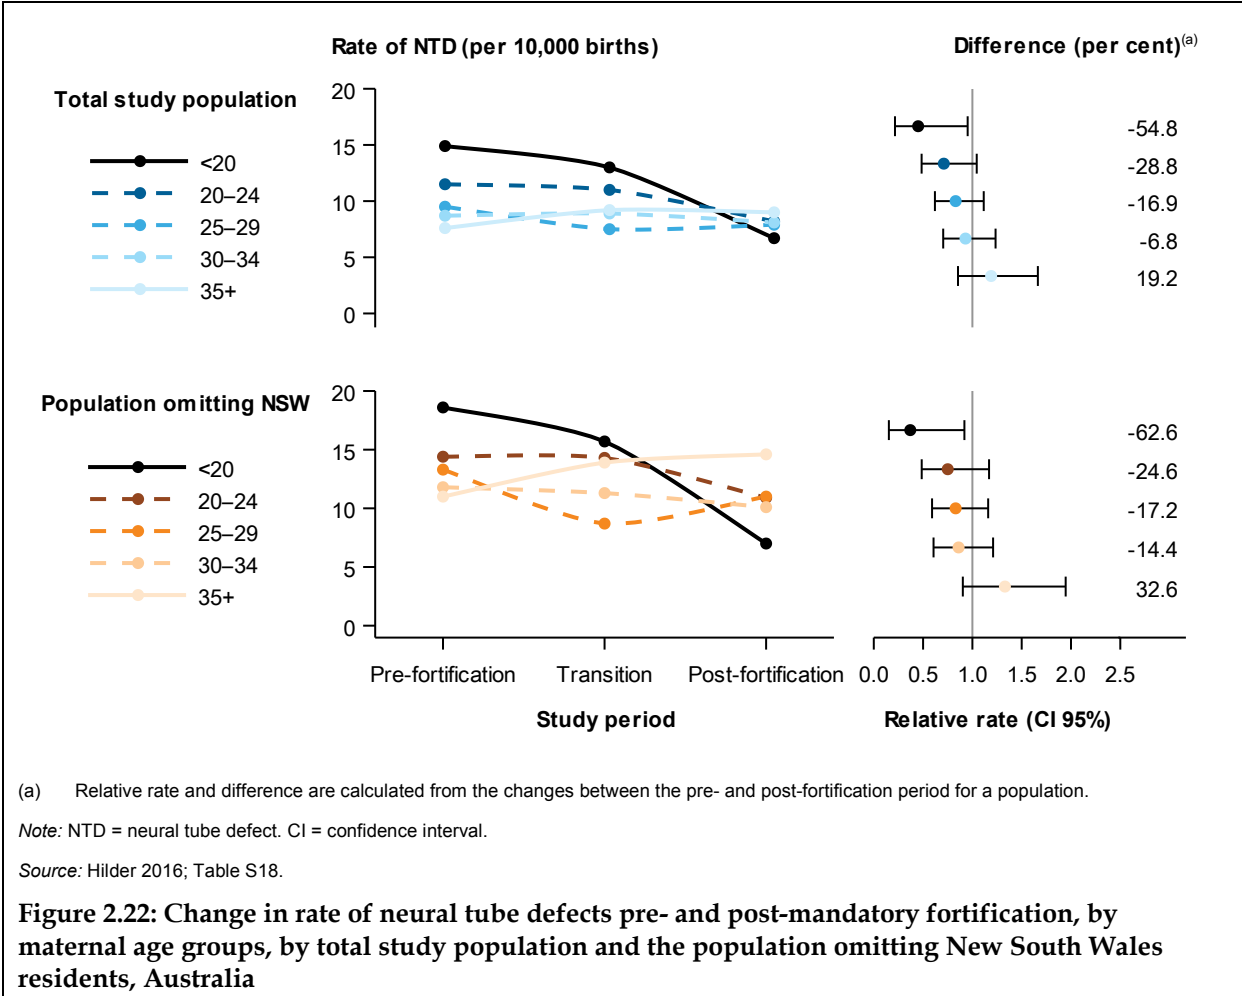 Rate of NTD (per 10,000 births)
Difference (per cent)(a)
Total study population
<20
20–24
25–29
30–34
35+
20
15
10
5
0
-54.8
-28.8
-16.9
-6.8
19.2
Population omitting NSW
<20
20–24
25–29
30–34
35+
20
15
10
5
0
-62.6
-24.6
-17.2
-14.4
32.6
Pre-fortification Transition Post-fortification
0.0 0.5 1.0 1.5 2.0 2.5
Study period
Relative rate (CI 95%)
(a) Relative rate and difference are calculated from the changes between the pre- and post-fortification period for a population.
Note: NTD = neural tube defect. CI = confidence interval.
Source: Hilder 2016; Table S18.
Figure 2.22: Change in rate of neural tube defects pre- and post-mandatory fortification, by
maternal age groups, by total study population and the population omitting New South Wales
residents, Australia